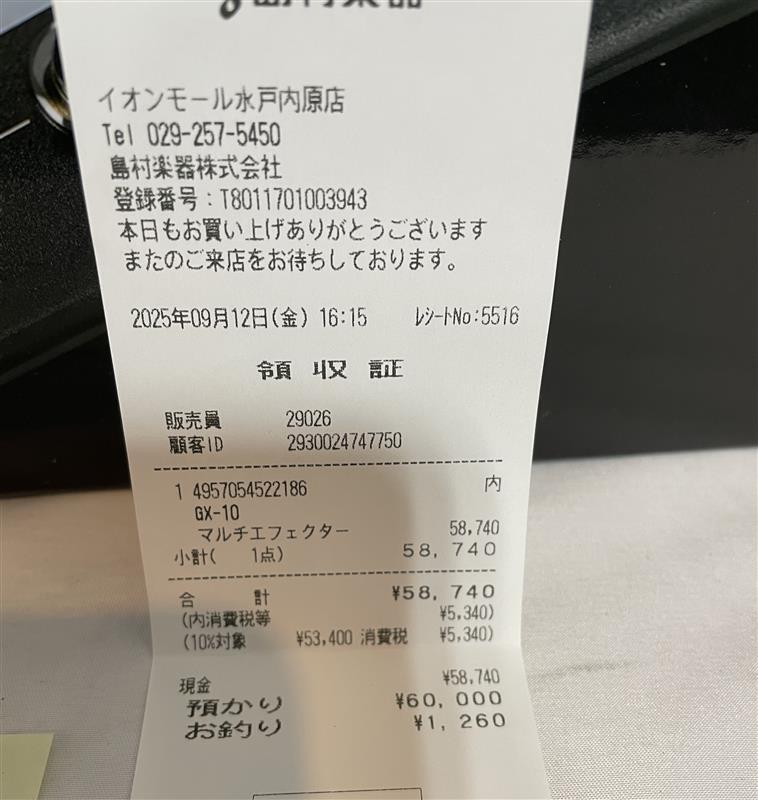 島村楽器
イオンモール水戸内原店
Tel 029-257-5450
島村楽器株式会社
登録番号:T8011701003943
本日もお買い上げありがとうございます
またのご来店をお待ちしております。
2025年09月12日(金) 16:15 ﾚｼｰﾄNo:5516
領 収 証
販売員 29026
顧客ID 2930024747750
1 4957054522186 内
GX-10
マルチエフェクター 58,740
小計( 1点) 58,740
合 計 ¥58,740
(内消費税等 ¥5,340)
(10%対象 ¥53,400 消費税 ¥5,340)
現金 ¥58,740
預かり ¥60,000
お釣り ¥1,260